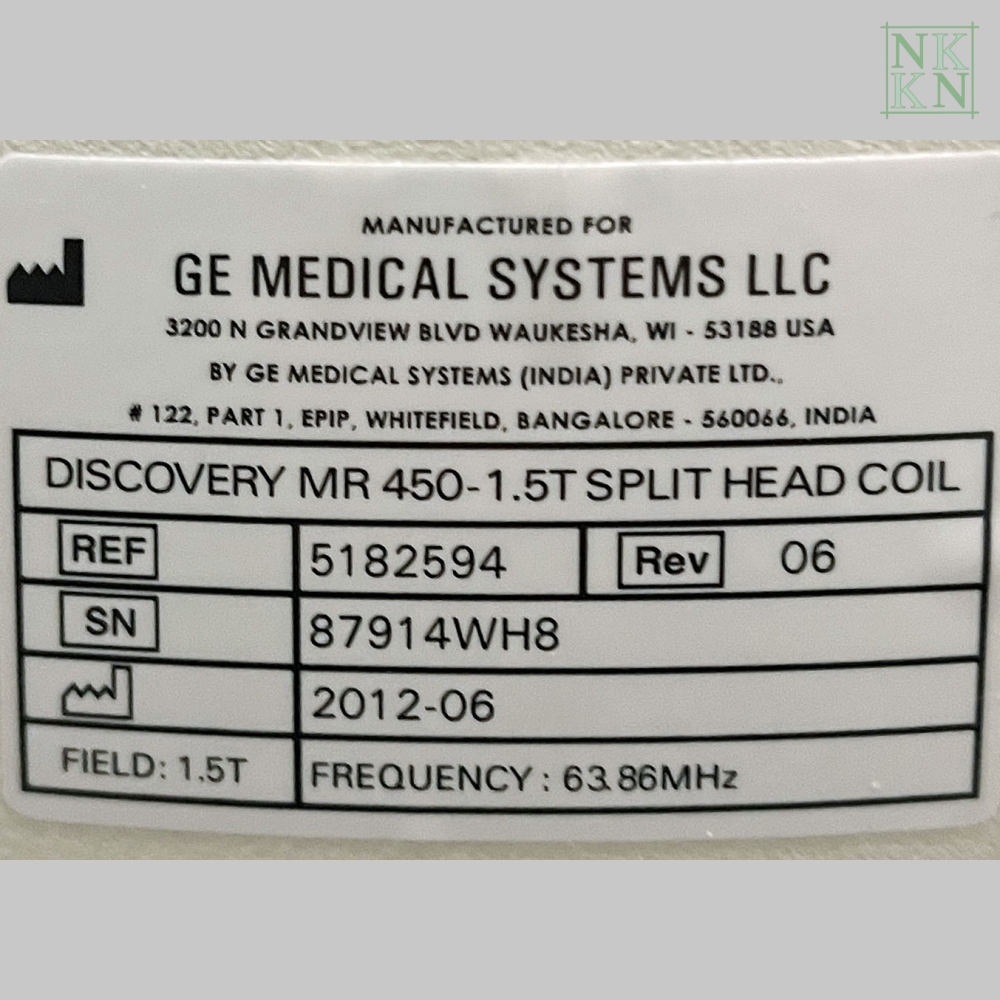 NK
KN
MANUFACTURED FOR
GE MEDICAL SYSTEMS LLC
3200 N GRANDVIEW BLVD WAUKESHA, WI - 53188 USA
BY GE MEDICAL SYSTEMS (INDIA) PRIVATE LTD.,
# 122, PART 1, EPIP, WHITEFIELD, BANGALORE - 560066, INDIA
DISCOVERY MR 450-1.5T SPLIT HEAD COIL
REF 5182594 Rev 06
SN 87914WH8
2012-06
FIELD: 1.5T FREQUENCY : 63.86MHz